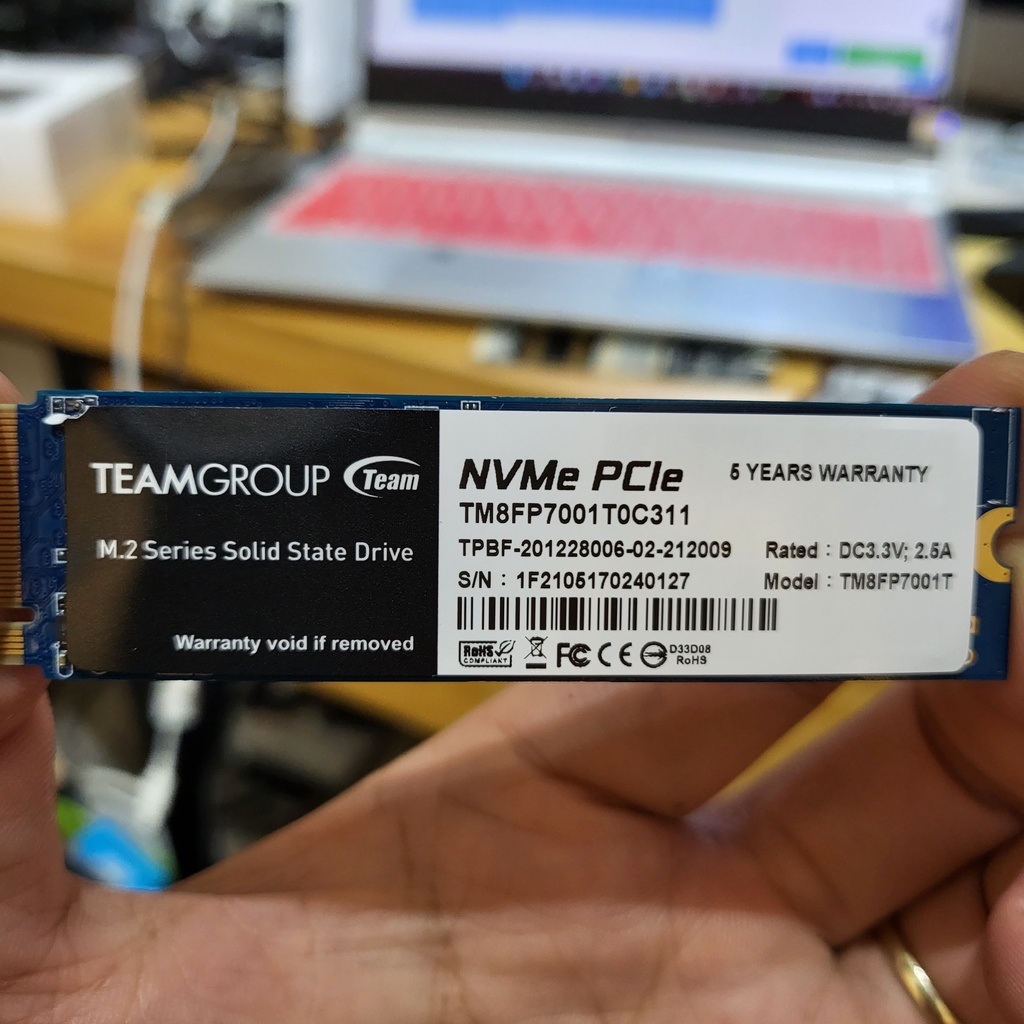 TEAMGROUP Team
M.2 Series Solid State Drive
Warranty void if removed
NVMe PCIe 5 YEARS WARRANTY
TM8FP7001T0C311
TPBF-201228006-02-212009 Rated : DC3.3V; 2.5A
S/N : 1F2105170240127 Model : TM8FP7001T
RoHS
COMPLIANT
FC CE D33D08
RoHS